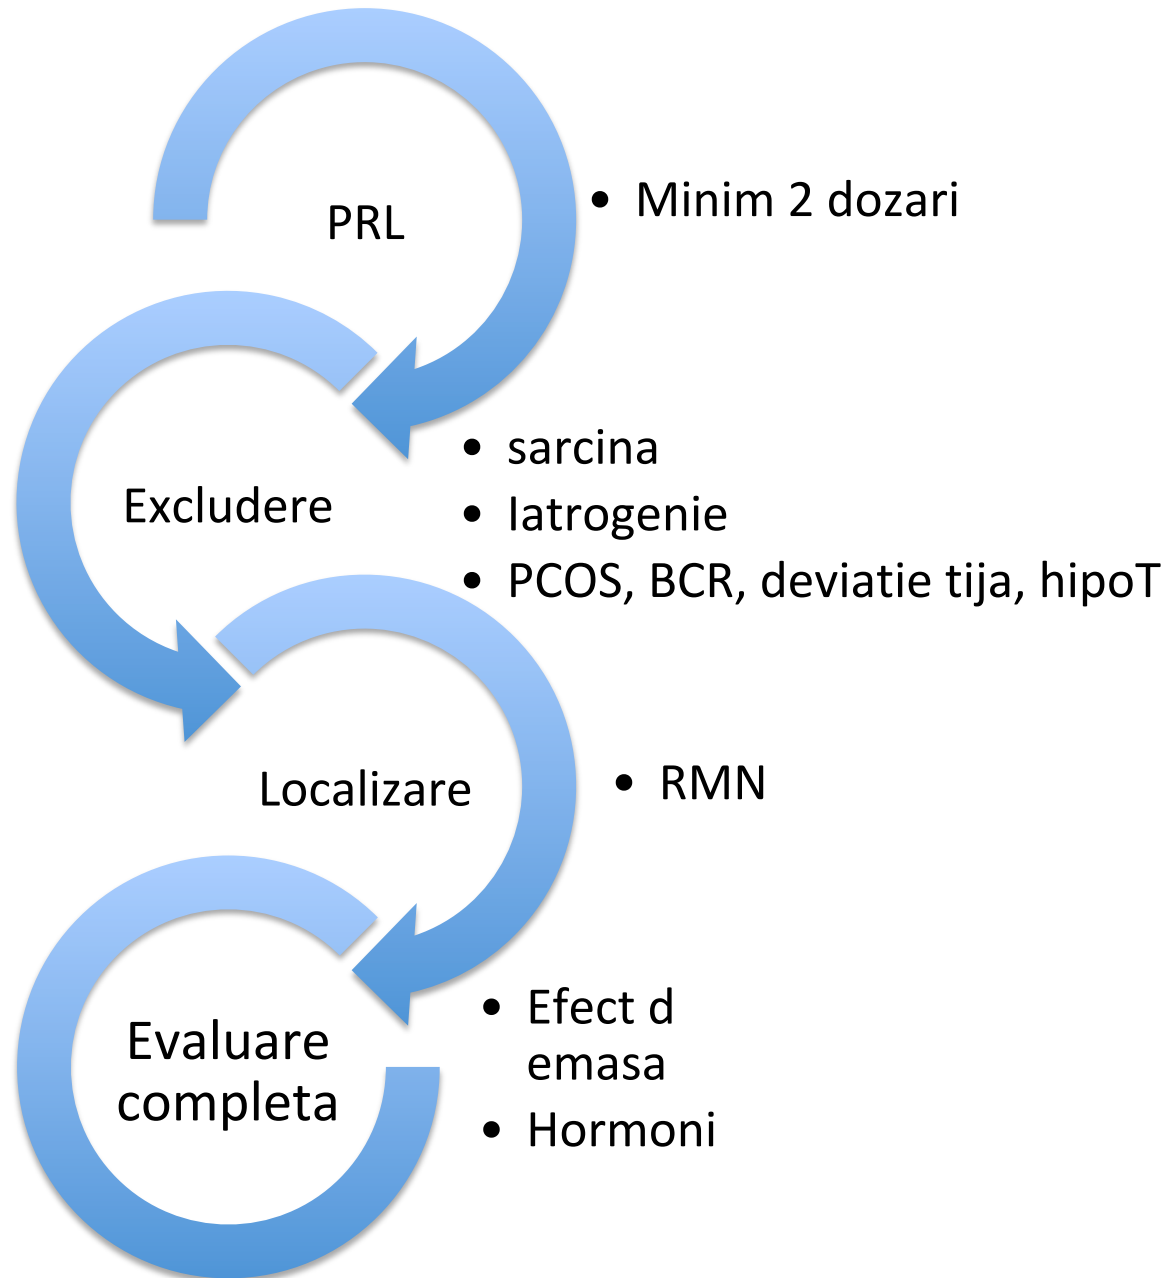 PRL
• Minim 2 dozari
Excludere
• sarcina
• Iatrogenie
• PCOS, BCR, deviatie tija, hipoT
Localizare
• RMN
Evaluare
completa
• Efect d
emasa
• Hormoni